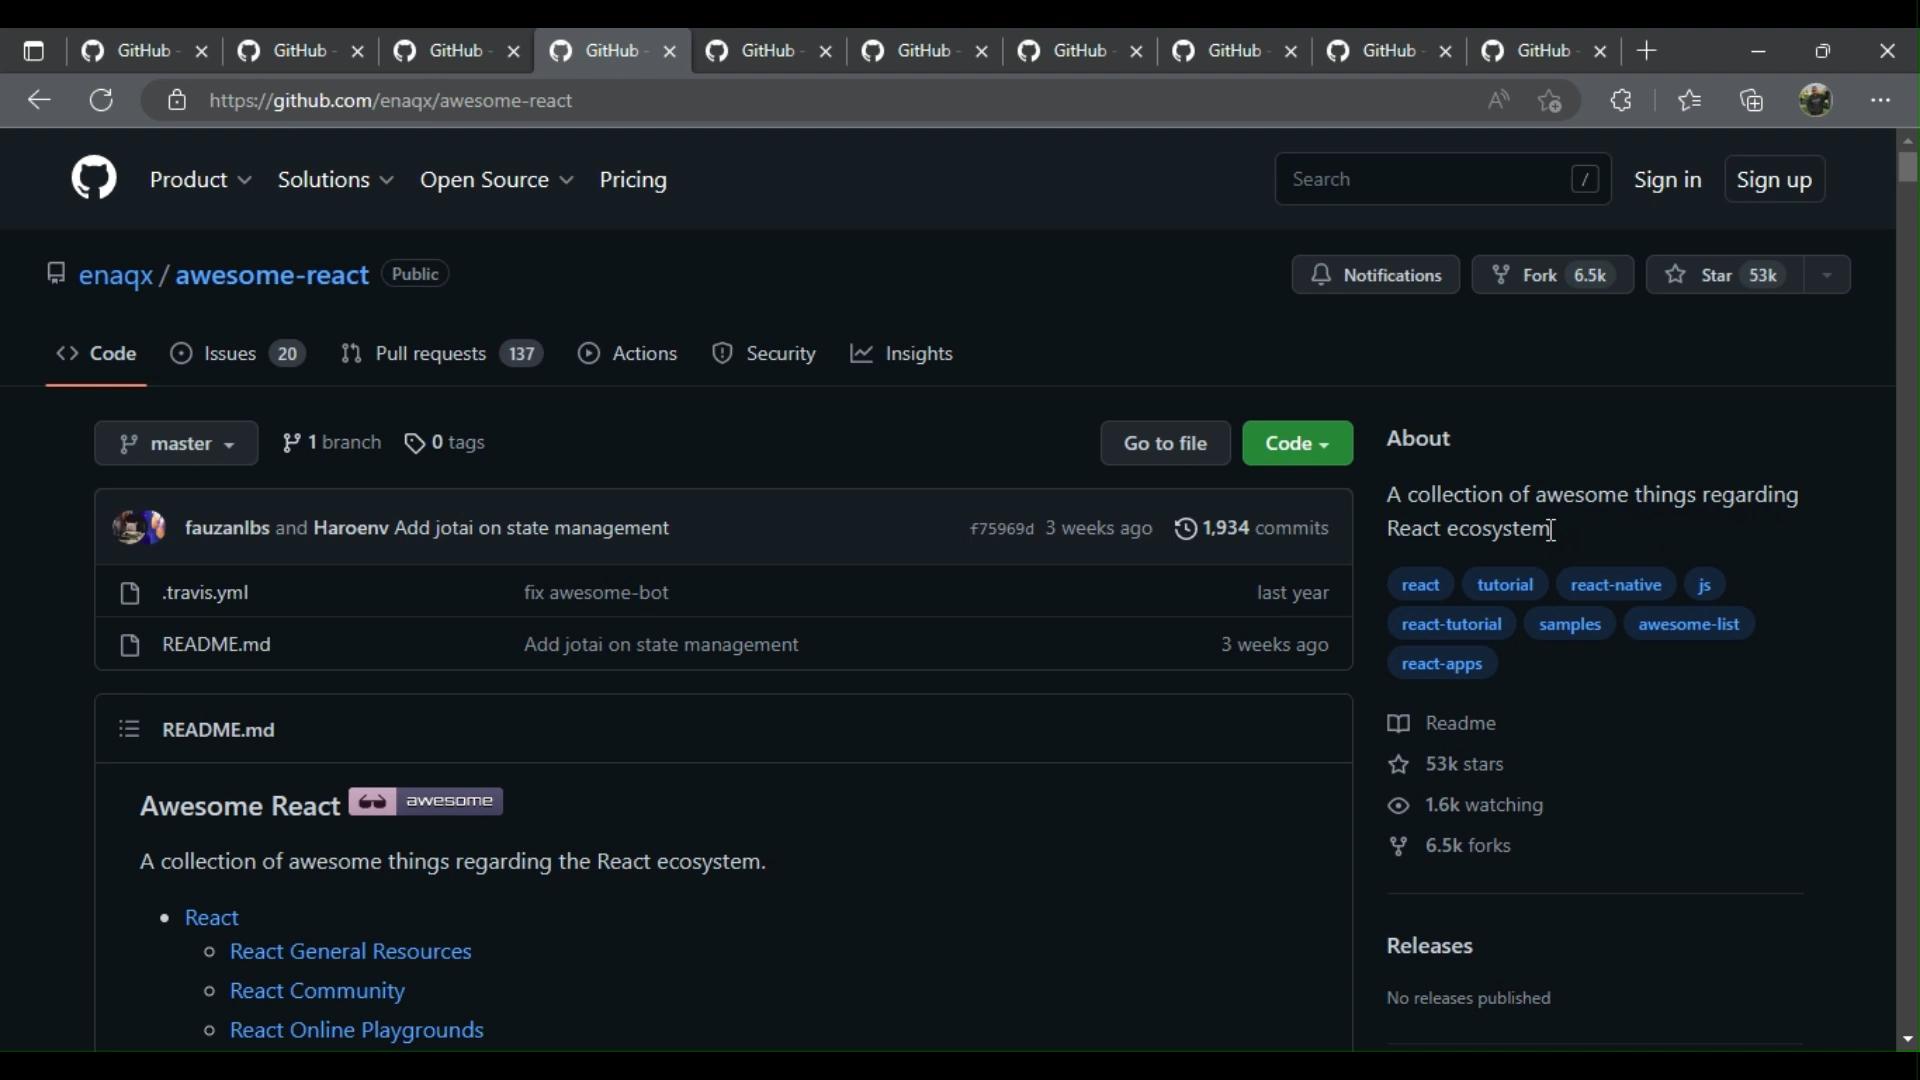 GitHub - GitHub - GitHub - GitHub - GitHub - GitHub - GitHub - GitHub - GitHub - GitHub -
https://github.com/enaqx/awesome-react
Product Solutions Open Source Pricing Search / Sign in Sign up
enaqx / awesome-react Public Notifications Fork 6.5k Star 53k
Code Issues 20 Pull requests 137 Actions Security Insights
master 1 branch 0 tags Go to file Code
fauzanlbs and Haroenv Add jotai on state management f75969d 3 weeks ago 1,934 commits
.travis.yml fix awesome-bot last year
README.md Add jotai on state management 3 weeks ago
README.md
Awesome React awesome
A collection of awesome things regarding the React ecosystem.
React
React General Resources
React Community
React Online Playgrounds
About
A collection of awesome things regarding
React ecosystem
react tutorial react-native js
react-tutorial samples awesome-list
react-apps
Readme
53k stars
1.6k watching
6.5k forks
Releases
No releases published